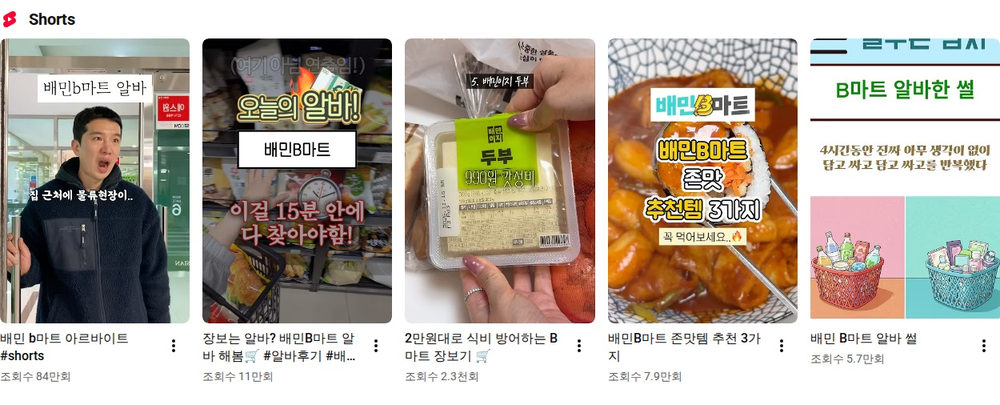 Shorts
배민b마트 알바
집 근처에 물류현장이..
배민 b마트 아르바이트
#shorts
조회수 84만회
(여기 아님 연출임!)
오늘의 알바!
배민B마트
이걸 15분 안에
다 찾아야함!
장보는 알바? 배민B마트 알
바 해봄🛒 #알바후기 #배...
조회수 11만회
5. 배민이지 두부
배민
이지
두부
990원 갓성비
2만원대로 식비 방어하는 B
마트 장보기 🛒
조회수 2.3천회
배민B마트
배민B마트
존맛
추천템 3가지
꼭 먹어보세요..🔥
배민B마트 존맛템 추천 3가
지
조회수 7.9만회
B마트 알바한 썰
4시간동안 진짜 아무 생각이 없이
담고 싸고 담고 싸고를 반복했다
배민 B마트 알바 썰
조회수 5.7만회